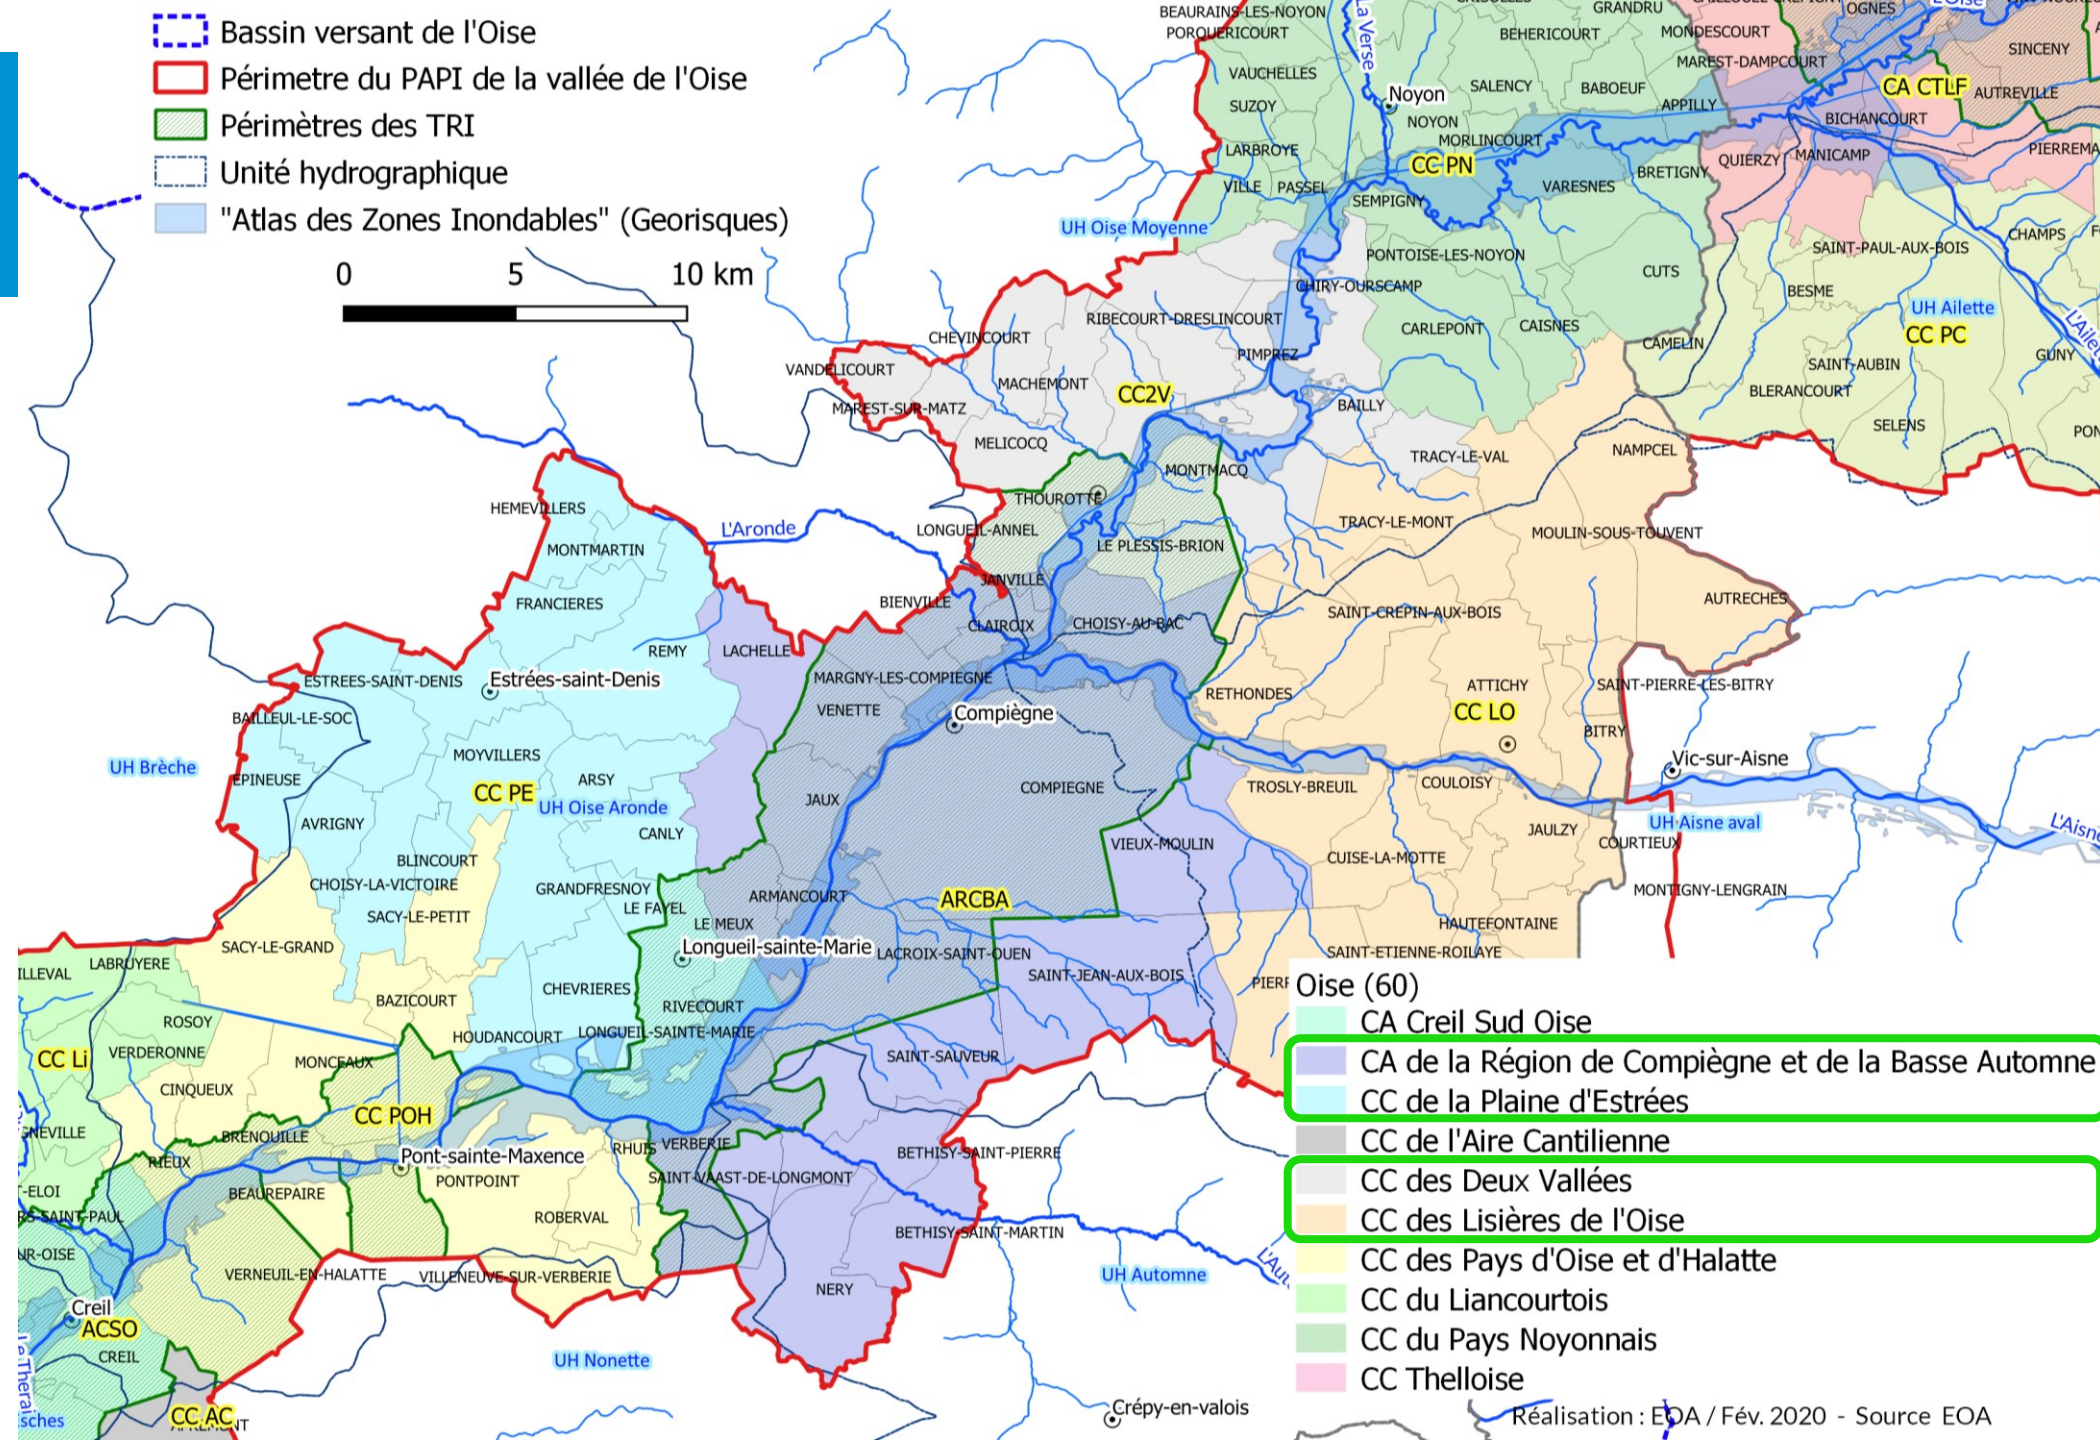 Bassin versant de l'Oise
Périmetre du PAPI de la vallée de l'Oise
Périmètres des TRI
Unité hydrographique
"Atlas des Zones Inondables" (Georisques)
0 5 10 km
BEAURAINS-LES-NOYON
PORQUERICOURT
GRANDRU
BEHERICOURT
MONDESCOURT
OGNES
SINCENY
La Verse
VAUCHELLES
MAREST-DAMPCOURT
CA CTLF
AUTREVILLE
SUZOY
Noyon
SALENCY
BABOEUF
APPILLY
NOYON
BICHANCOURT
LARBROYE
MORLINCOURT
CC PN
QUIERZY
MANICAMP
BRETIGNY
VILLE
PASSEL
VARESNES
SEMPIGNY
UH Oise Moyenne
PONTOISE-LES-NOYON
SAINT-PAUL-AUX-BOIS
CHAMPS
CUTS
CHIRY-OURSCAMP
BESME
UH Ailette
CC PC
RIBECOURT-DRESLINCOURT
CARLEPONT
CAISNES
CHEVINCOURT
CAMELIN
GUNY
PIMPREZ
SAINT-AUBIN
VANDELICOURT
MACHEMONT
CC2V
BLERANCOURT
MAREST-SUR-MATZ
BAILLY
SELENS
MELICOCQ
TRACY-LE-VAL
NAMPCEL
MONTMACQ
THOUROTTE
HEMEVILLERS
L'Aronde
LONGUEIL-ANNEL
TRACY-LE-MONT
MOULIN-SOUS-TOUVENT
MONTMARTIN
LE PLESSIS-BRION
JANVILLE
FRANCIERES
BIENVILLE
AUTRECHES
SAINT-CREPIN-AUX-BOIS
CLAIROIX
CHOISY-AU-BAC
REMY
LACHELLE
ESTREES-SAINT-DENIS
Estrées-saint-Denis
MARGNY-LES-COMPIEGNE
RETHONDES
ATTICHY
SAINT-PIERRE-LES-BITRY
BAILLEUL-LE-SOC
VENETTE
Compiègne
CC LO
BITRY
MOYVILLERS
UH Brèche
EPINEUSE
ARSY
Vic-sur-Aisne
CC PE
UH Oise Aronde
JAUX
COMPIEGNE
TROSLY-BREUIL
COULOISY
AVRIGNY
CANLY
JAULZY
UH Aisne aval
VIEUX-MOULIN
COURTIEUX
BLINCOURT
CUISE-LA-MOTTE
CHOISY-LA-VICTOIRE
GRANDFRESNOY
ARMANCOURT
ARCBA
MONTIGNY-LENGRAIN
SACY-LE-PETIT
LE FAYEL
LE MEUX
HAUTEFONTAINE
SACY-LE-GRAND
Longueil-sainte-Marie
LACROIX-SAINT-OUEN
SAINT-ETIENNE-ROILAYE
LABRUYERE
SAINT-JEAN-AUX-BOIS
BAZICOURT
CHEVRIERES
RIVECOURT
ROSOY
HOUDANCOURT
LONGUEIL-SAINTE-MARIE
CC Li
VERDERONNE
MONCEAUX
SAINT-SAUVEUR
CINQUEUX
CC POH
BRENOUILLE
RHUIS
VERBERIE
BETHISY-SAINT-PIERRE
RIEUX
Pont-sainte-Maxence
BEAUREPAIRE
PONTPOINT
SAINT-VAAST-DE-LONGMONT
ROBERVAL
BETHISY-SAINT-MARTIN
VERNEUIL-EN-HALATTE
VILLENEUVE-SUR-VERBERIE
UH Automne
NERY
Creil
ACSO
CREIL
UH Nonette
CC AC
Crépy-en-valois
Oise (60)
CA Creil Sud Oise
CA de la Région de Compiègne et de la Basse Automne
CC de la Plaine d'Estrées
CC de l'Aire Cantilienne
CC des Deux Vallées
CC des Lisières de l'Oise
CC des Pays d'Oise et d'Halatte
CC du Liancourtois
CC du Pays Noyonnais
CC Thelloise
Réalisation : EOA / Fév. 2020 - Source EOA